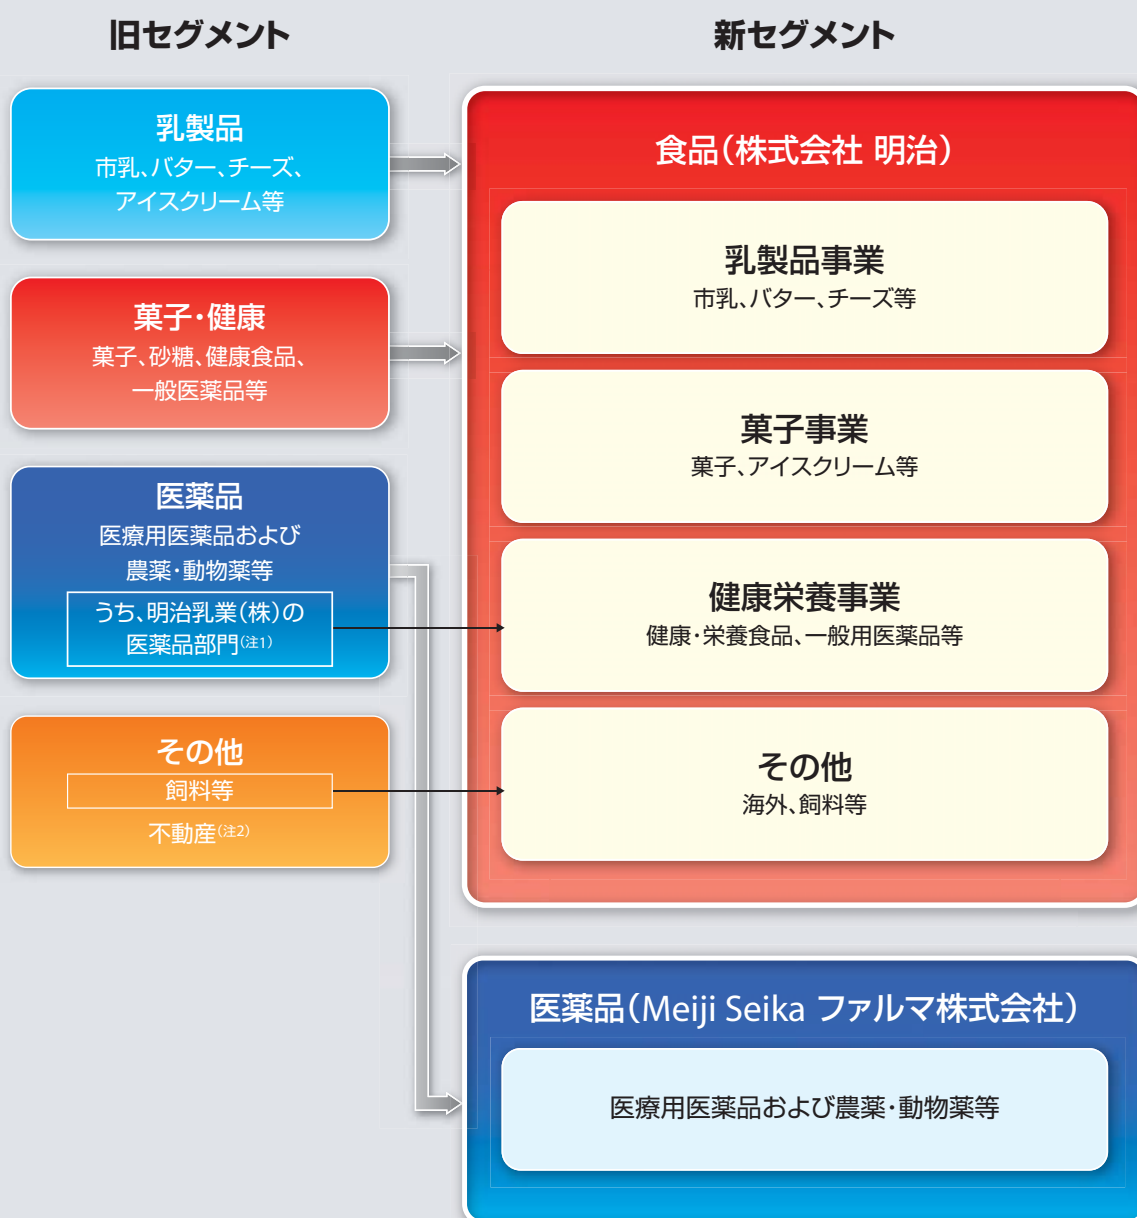 旧セグメント
新セグメント
乳製品
市乳、バター、チーズ、
アイスクリーム等
菓子・健康
菓子、砂糖、健康食品、
一般医薬品等
医薬品
医療用医薬品および
農薬・動物薬等
うち、明治乳業(株)の
医薬品部門(注1)
その他
飼料等
不動産(注2)
食品(株式会社 明治)
乳製品事業
市乳、バター、チーズ等
菓子事業
菓子、アイスクリーム等
健康栄養事業
健康・栄養食品、一般用医薬品等
その他
海外、飼料等
医薬品(Meiji Seika ファルマ株式会社)
医療用医薬品および農薬・動物薬等